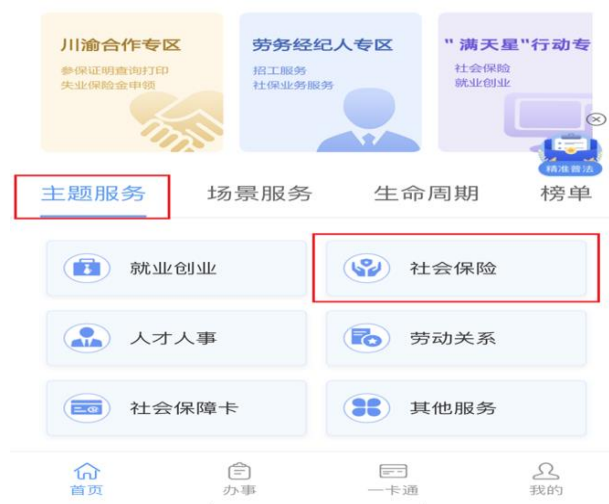 川渝合作专区
参保证明查询打印
失业保险金申领
劳务经纪人专区
招工服务
社保业务服务
"满天星"行动专
社会保险
就业创业
精准普法
主题服务
场景服务
生命周期
榜单
就业创业
社会保险
人才人事
劳动关系
社会保障卡
其他服务
首页
办事
一卡通
我的